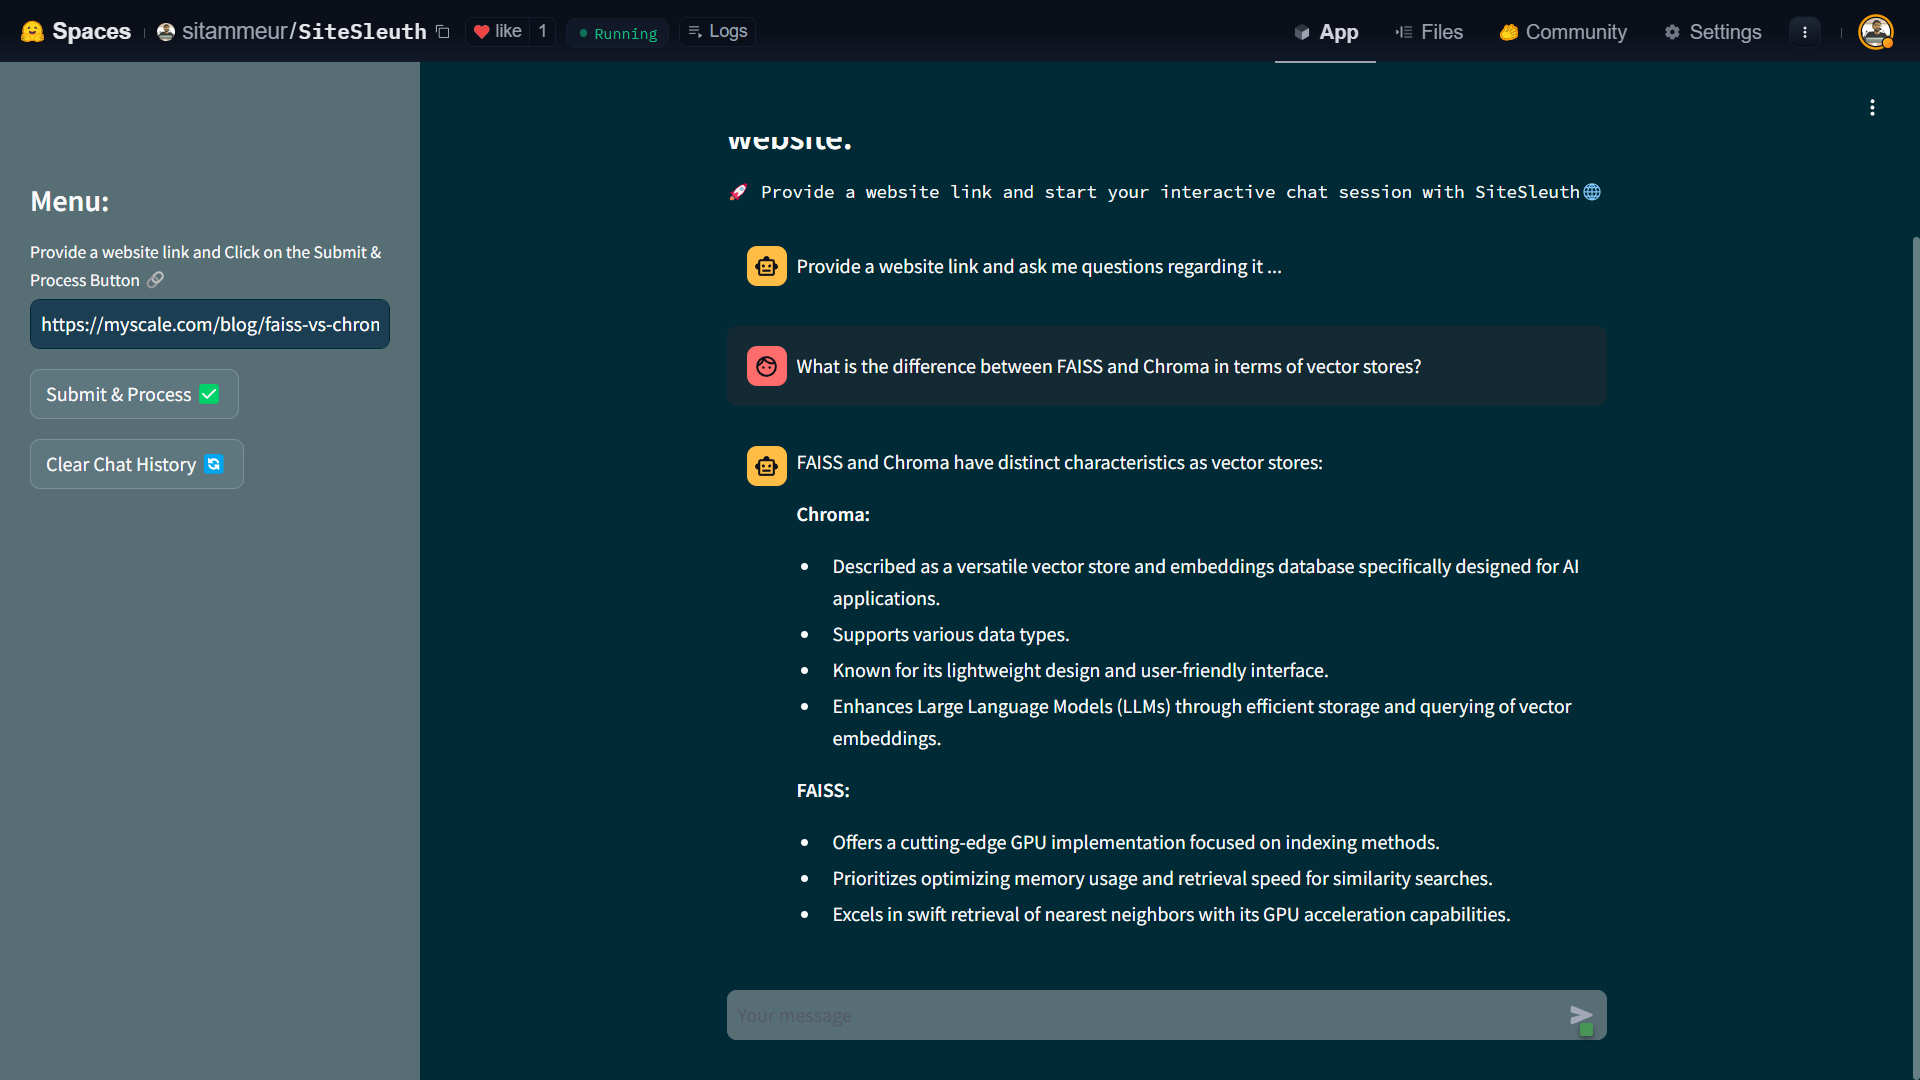 Spaces
sitammeur/SiteSleuth
like 1
Running
Logs
App
Files
Community
Settings
Menu:
Provide a website link and Click on the Submit &
Process Button
https://myscale.com/blog/faiss-vs-chron
Submit & Process
Clear Chat History
website.
Provide a website link and start your interactive chat session with SiteSleuth
Provide a website link and ask me questions regarding it ...
What is the difference between FAISS and Chroma in terms of vector stores?
FAISS and Chroma have distinct characteristics as vector stores:
Chroma:
Described as a versatile vector store and embeddings database specifically designed for AI
applications.
Supports various data types.
Known for its lightweight design and user-friendly interface.
Enhances Large Language Models (LLMs) through efficient storage and querying of vector
embeddings.
FAISS:
Offers a cutting-edge GPU implementation focused on indexing methods.
Prioritizes optimizing memory usage and retrieval speed for similarity searches.
Excels in swift retrieval of nearest neighbors with its GPU acceleration capabilities.
Your message